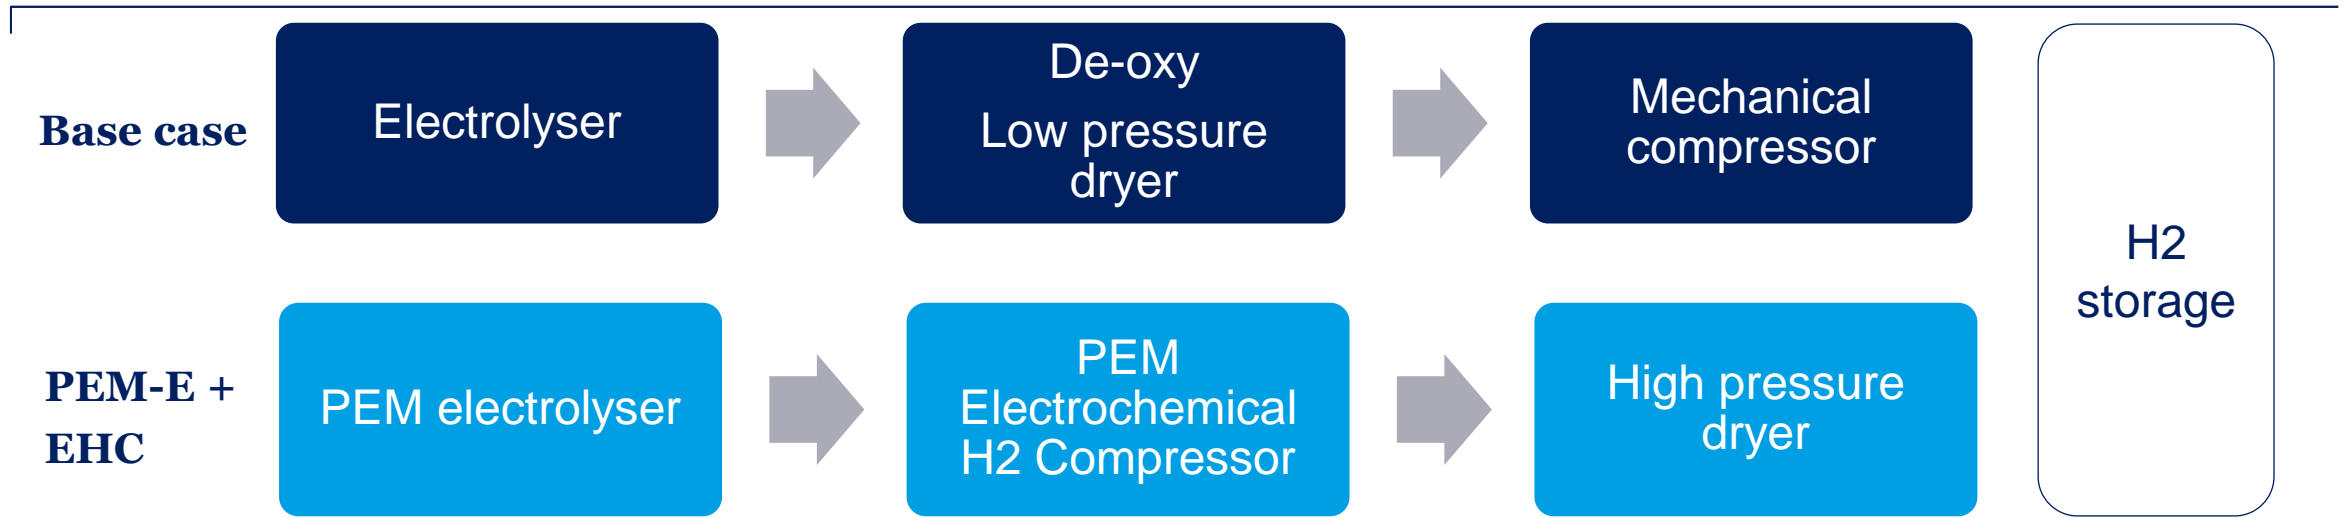 Base case
Electrolyser
De-oxy
Low pressure
dryer
Mechanical
compressor
H2
storage
PEM-E +
EHC
PEM electrolyser
PEM
Electrochemical
H2 Compressor
High pressure
dryer